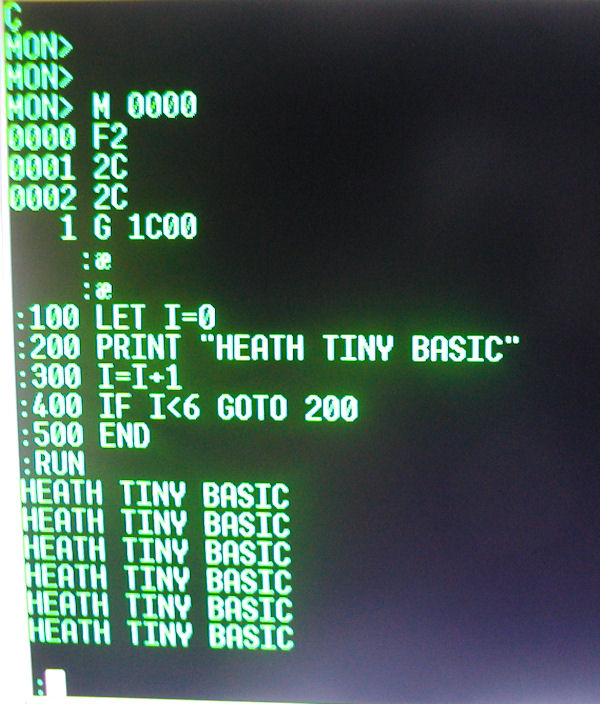 C
MON>
MON>
MON> M 0000
0000 F2
0001 2C
0002 2C
1 G 1C00
:æ
:æ
:100 LET I=0
:200 PRINT "HEATH TINY BASIC"
:300 I=I+1
:400 IF I<6 GOTO 200
:500 END
:RUN
HEATH TINY BASIC
HEATH TINY BASIC
HEATH TINY BASIC
HEATH TINY BASIC
HEATH TINY BASIC
HEATH TINY BASIC
: